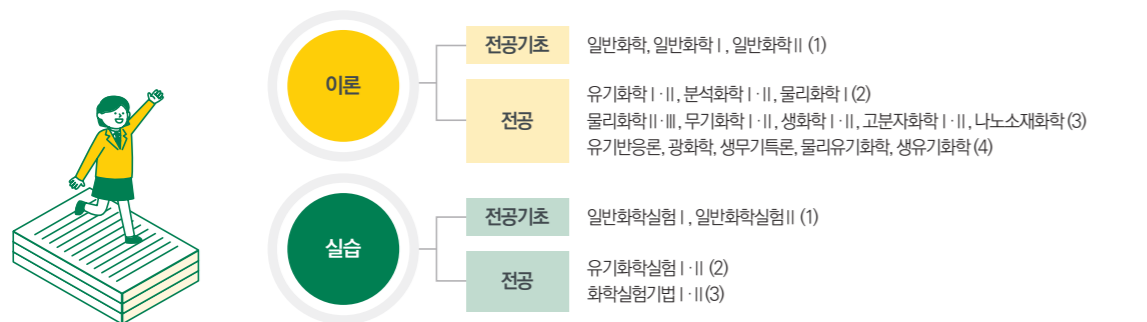 이론
전공기초
일반화학, 일반화학Ⅰ, 일반화학Ⅱ (1)
전공
유기화학Ⅰ·Ⅱ, 분석화학Ⅰ·Ⅱ, 물리화학Ⅰ(2)
물리화학Ⅱ·Ⅲ, 무기화학Ⅰ·Ⅱ, 생화학Ⅰ·Ⅱ, 고분자화학Ⅰ·Ⅱ, 나노소재화학 (3)
유기반응론, 광화학, 생무기특론, 물리유기화학, 생유기화학 (4)
실습
전공기초
일반화학실험Ⅰ, 일반화학실험Ⅱ (1)
전공
유기화학실험Ⅰ·Ⅱ (2)
화학실험기법Ⅰ·Ⅱ(3)